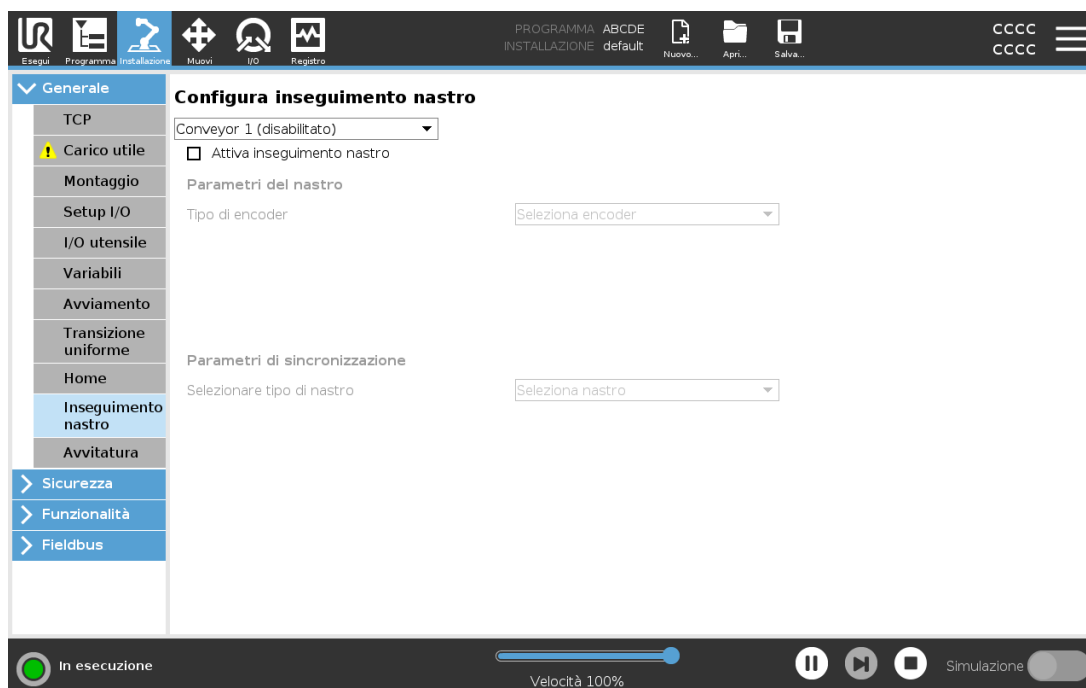 UR
Esegui
Programma
Installazione
Muovi
I/O
Registro
PROGRAMMA ABCDE
INSTALLAZIONE default
Nuovo...
Apri...
Salva...
CCCC
CCCC
Generale
TCP
Carico utile
Montaggio
Setup I/O
I/O utensile
Variabili
Avviamento
Transizione
uniforme
Home
Inseguimento
nastro
Avvitatura
Sicurezza
Funzionalità
Fieldbus
Configura inseguimento nastro
Conveyor 1 (disabilitato)
Attiva inseguimento nastro
Parametri del nastro
Tipo di encoder Seleziona encoder
Parametri di sincronizzazione
Selezionare tipo di nastro Seleziona nastro
In esecuzione
Velocità 100%
Simulazione